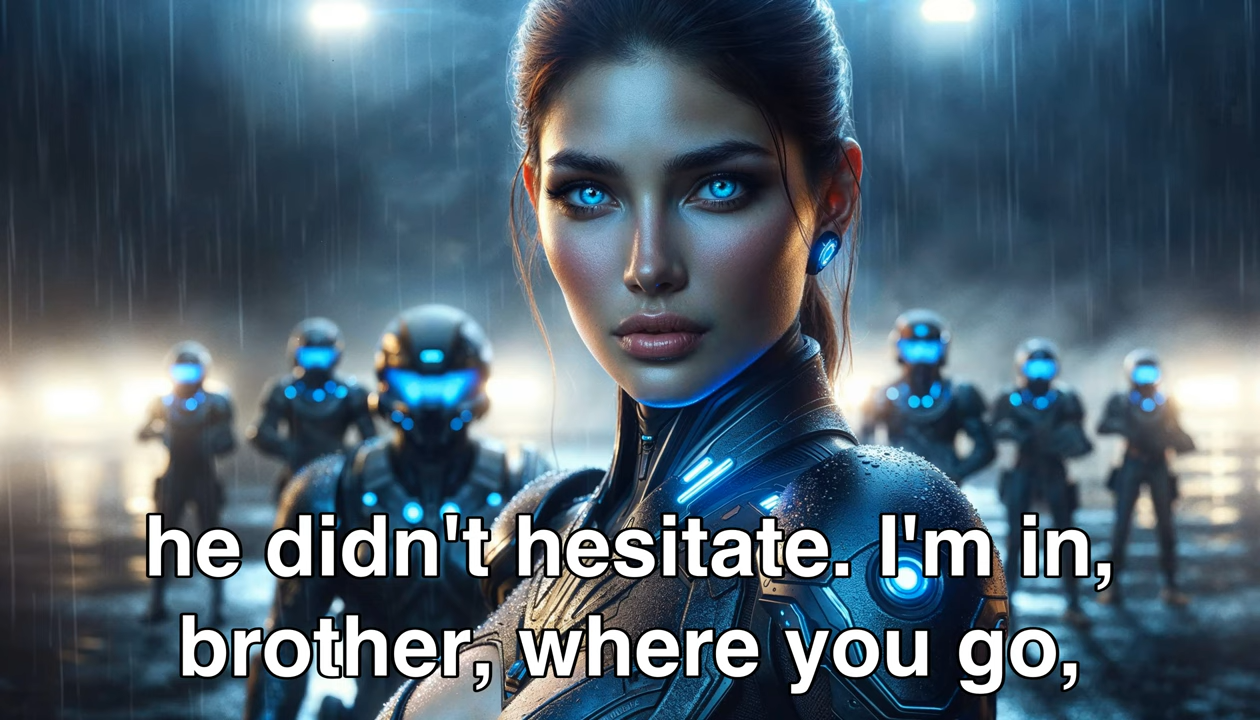 he didn't hesitate. I'm in,
brother, where you go,